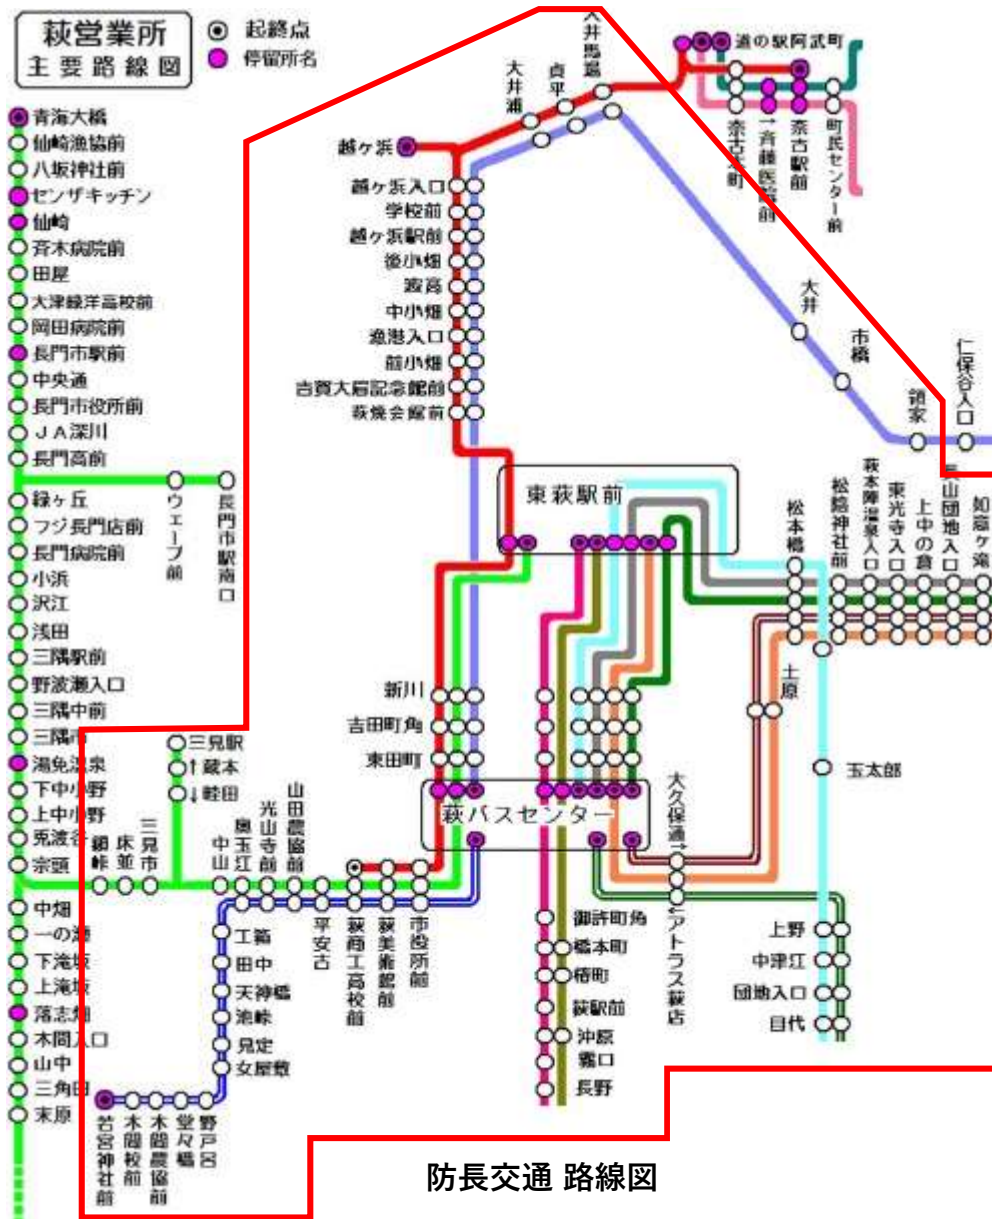 萩営業所
主要路線図
起終点
停留所名
青海大橋
仙崎漁協前
八坂神社前
センザキッチン
仙崎
斉木病院前
田屋
大津緑洋高校前
岡田病院前
長門市駅前
中央通
長門市役所前
JA深川
長門高前
緑ヶ丘
フジ長門店前
長門病院前
小浜
沢江
浅田
三隅駅前
野波瀬入口
三隅中前
三隅市
湯免温泉
下中小野
上中小野
兎渡谷
宗頭
中畑
一の瀬
下滝坂
上滝坂
落志畑
木間入口
山中
三角田
末原
ウェーブ前
長門市駅南口
鎖峠
床並
三見市
三見駅
↑蔵本
↓畦田
中山
奥玉江
光山寺前
山田農協前
平安古
萩商工高校前
萩美術館前
市役所前
工筋
田中
天神橋
池峠
見定
女屋敷
野戸呂
堂々橋
木間農協前
木間校前
若宮神社前
越ヶ浜
大井浦
貞平
大井馬場
道の駅阿武町
奈古本町
→斉藤医院前
奈古駅前
町民センター前
越ヶ浜入口
学校前
越ヶ浜駅前
後小畑
波高
中小畑
漁港入口
前小畑
吉賀大眉記念館前
萩焼会館前
大井
市橋
領家
仁保谷入口
東萩駅前
新川
吉田町角
東田町
萩バスセンター
松本橋
松陰神社前
萩本陣温泉入口
東光寺入口
上中の倉
団地入口
如意ヶ滝
土原
玉太郎
大久保通→
←アトラス萩店
御許町角
橋本町
椿町
萩駅前
沖原
霧口
長野
上野
中津江
団地入口
目代
防長交通 路線図